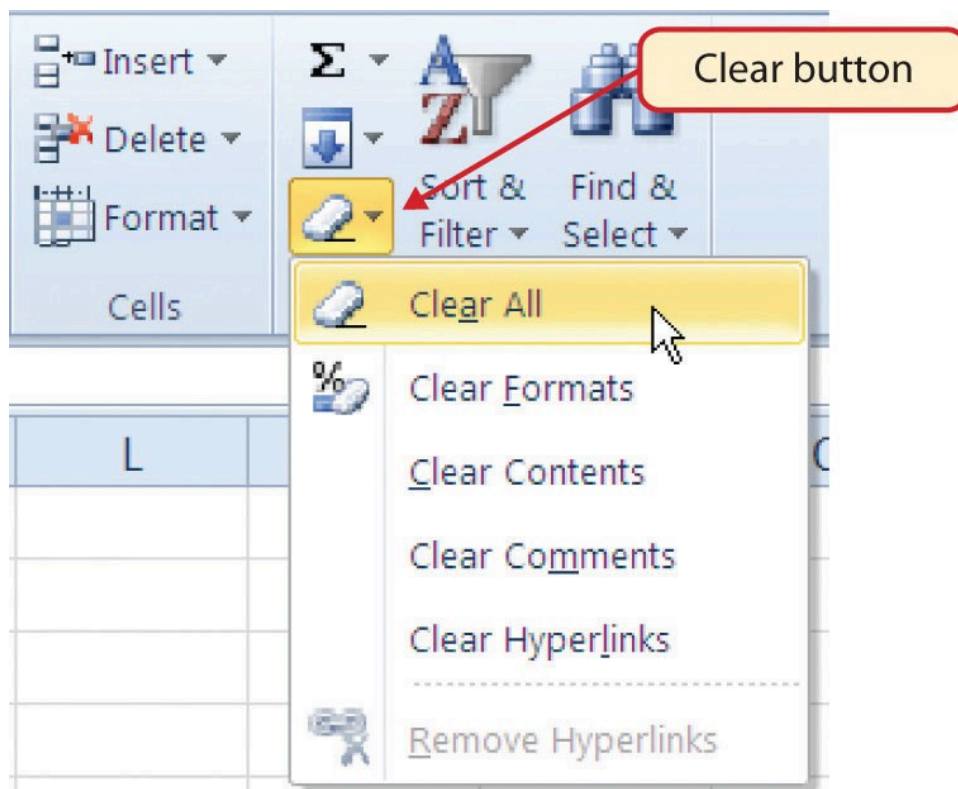 Insert
Delete
Format
Cells
Σ
A
Z
Sort &
Filter
Find &
Select
Clear button
Clear All
% Clear Formats
Clear Contents
Clear Comments
Clear Hyperlinks
Remove Hyperlinks
L